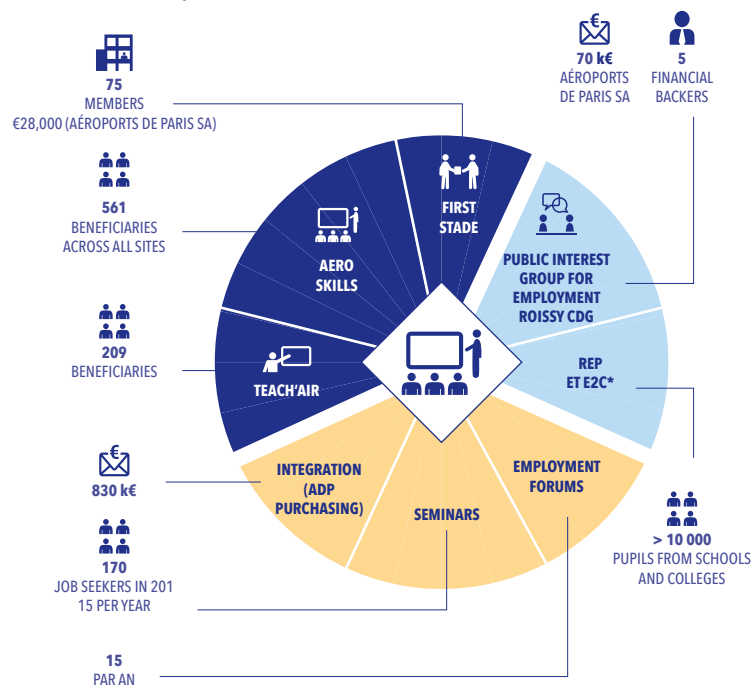 70 k€
AÉROPORTS
DE PARIS SA
5
FINANCIAL
BACKERS
75
MEMBERS
€28,000 (AÉROPORTS DE PARIS SA)
561
BENEFICIARIES
ACROSS ALL SITES
209
BENEFICIARIES
FIRST
STADE
AERO
SKILLS
TEACH'AIR
PUBLIC INTEREST
GROUP FOR
EMPLOYMENT
ROISSY CDG
REP
ET E2C*
INTEGRATION
(ADP
PURCHASING)
SEMINARS
EMPLOYMENT
FORUMS
830 k€
170
JOB SEEKERS IN 201
15 PER YEAR
> 10 000
PUPILS FROM SCHOOLS
AND COLLEGES
15
PAR AN